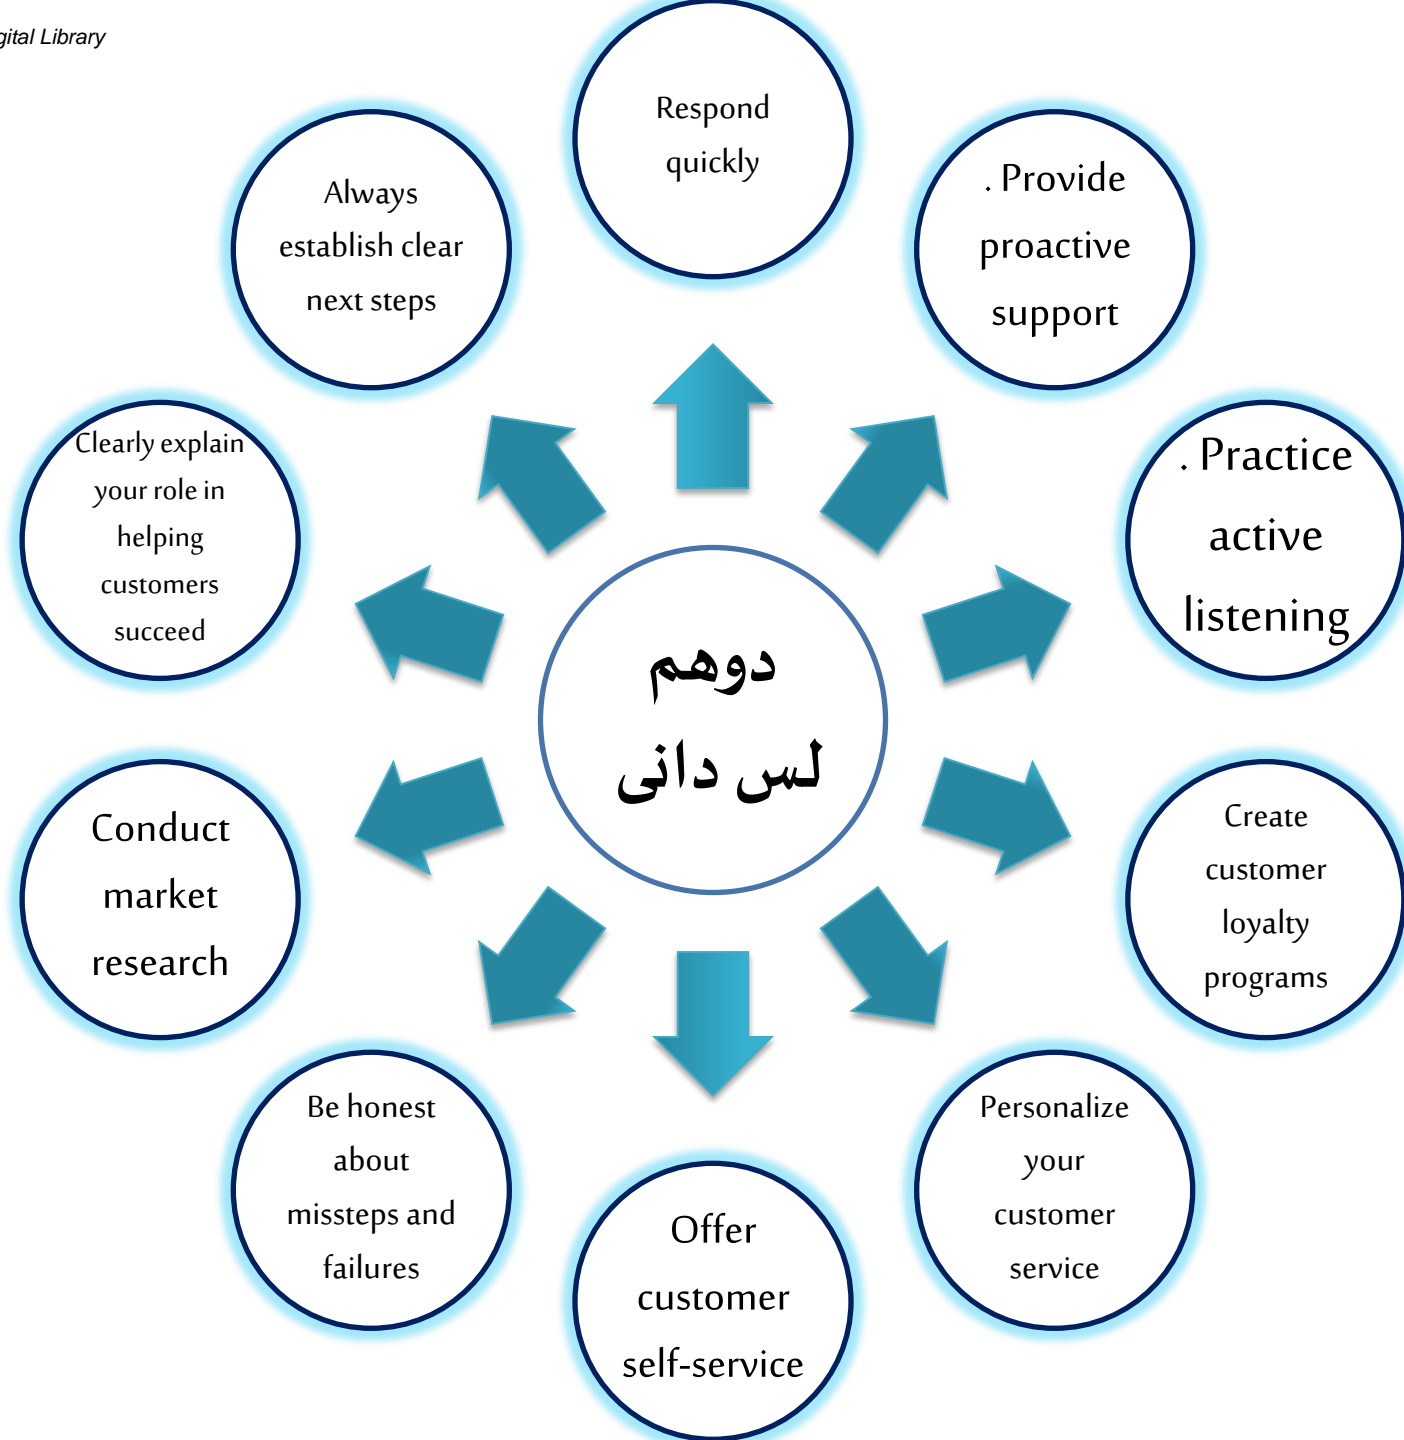 gital Library
Respond
quickly
. Provide
proactive
support
. Practice
active
listening
Create
customer
loyalty
programs
Personalize
your
customer
service
Offer
customer
self-service
Be honest
about
missteps and
failures
Conduct
market
research
Clearly explain
your role in
helping
customers
succeed
Always
establish clear
next steps
دوهم
لس دانی